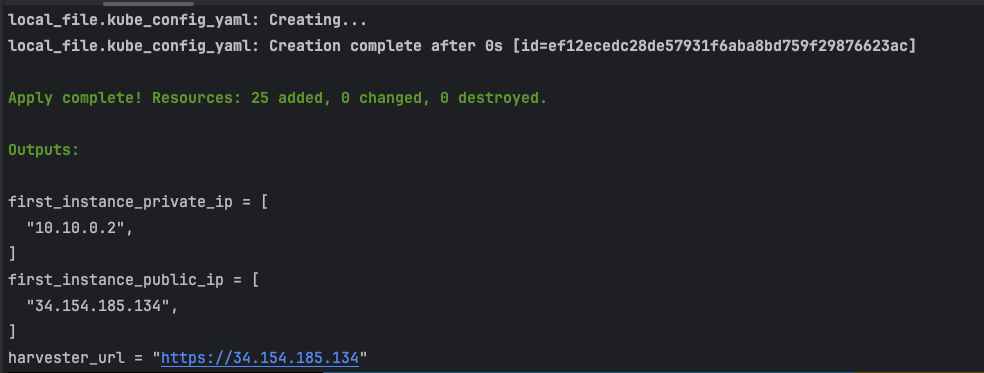 local_file.kube_config_yaml: Creating...
local_file.kube_config_yaml: Creation complete after 0s [id=ef12ecedc28de57931f6aba8bd759f29876623ac]
Apply complete! Resources: 25 added, 0 changed, 0 destroyed.
Outputs:
first_instance_private_ip = [
  "10.10.0.2",
]
first_instance_public_ip = [
  "34.154.185.134",
]
harvester_url = "https://34.154.185.134"